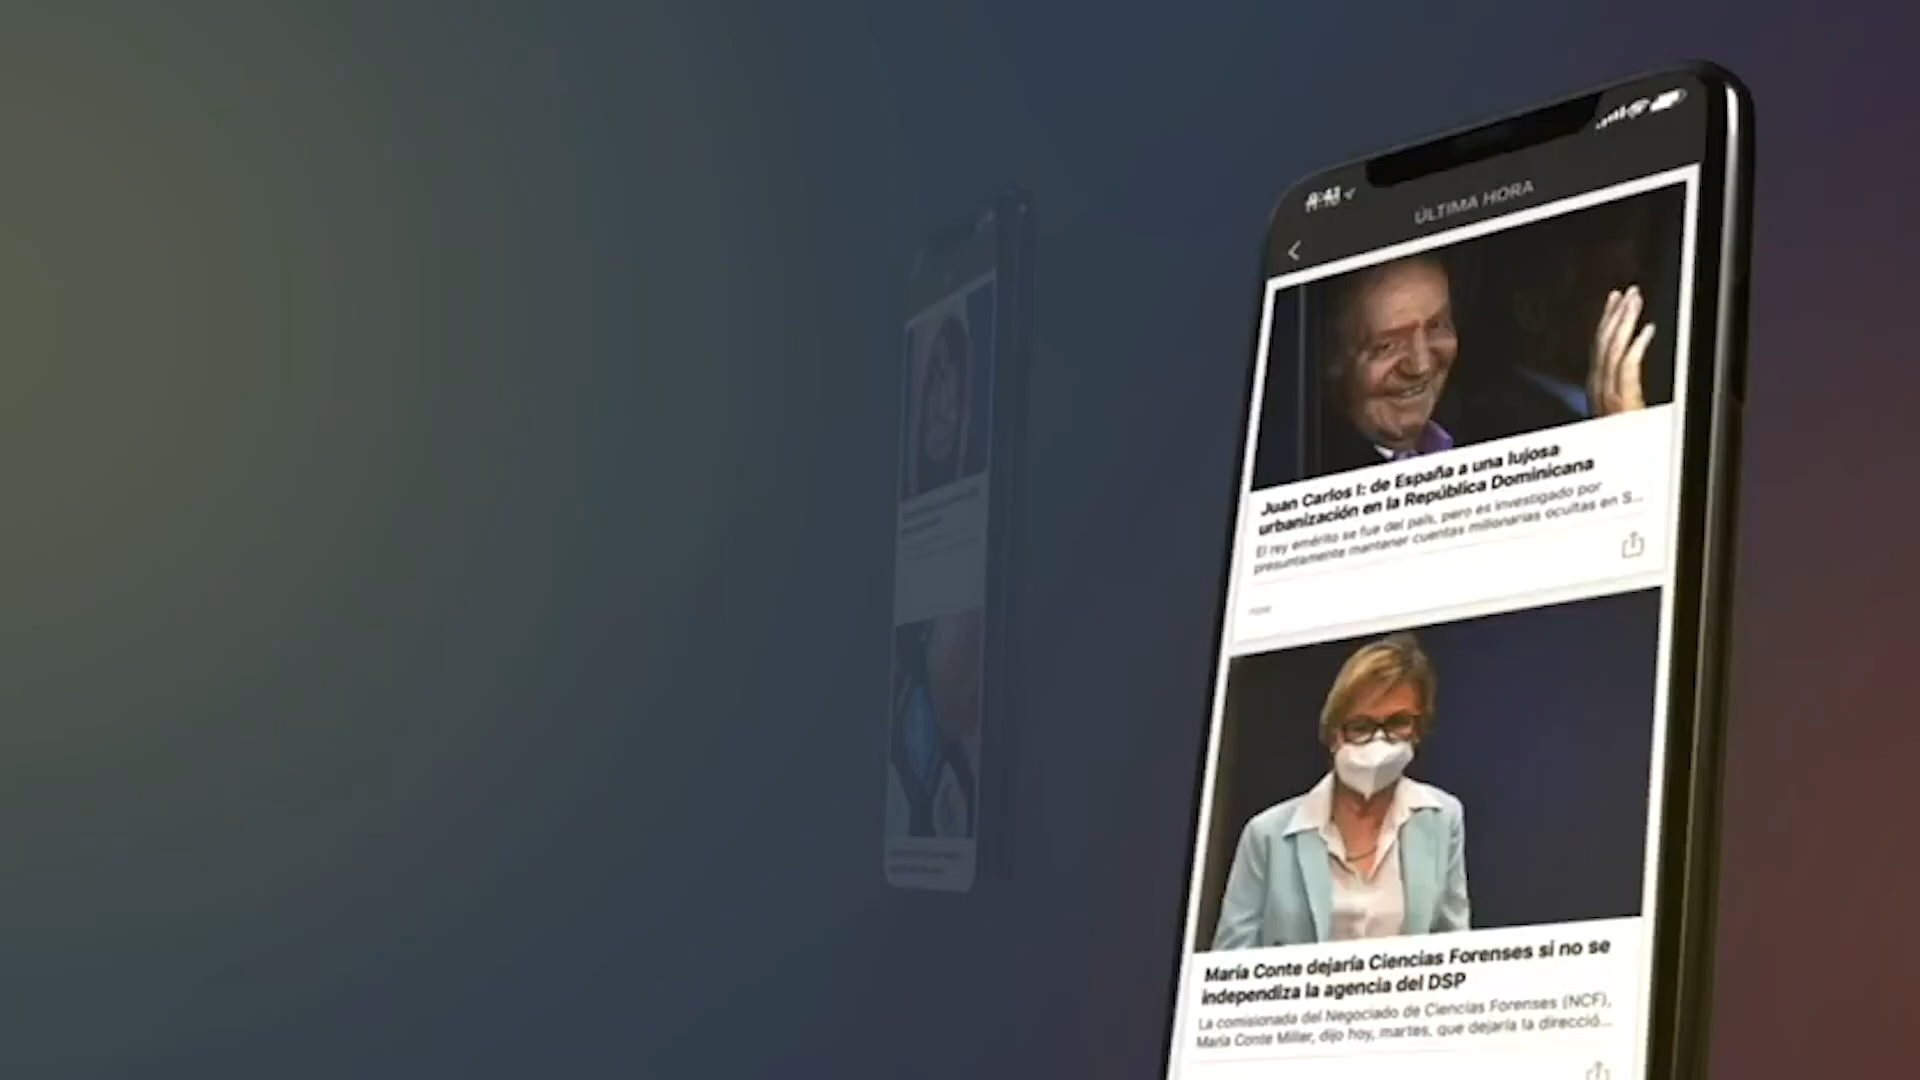 ÚLTIMA HORA
Juan Carlos I: de España a una lujosa
urbanización en la República Dominicana
El rey emérito se fue del país, pero es investigado por
presuntamente mantener cuentas millonarias ocultas en S...
now
María Conte dejaría Ciencias Forenses si no se
independiza la agencia del DSP
La comisionada del Negociado de Ciencias Forenses (NCF),
María Conte Miller, dijo hoy, martes, que dejaría la direcció...